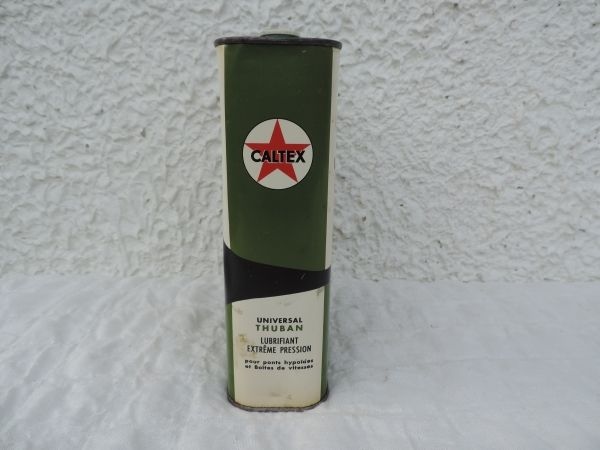 CALTEX
UNIVERSAL
THUBAN
LUBRIFIANT
EXTRÊME PRESSION
pour ponts hypoïdes
et Boîtes de vitesses